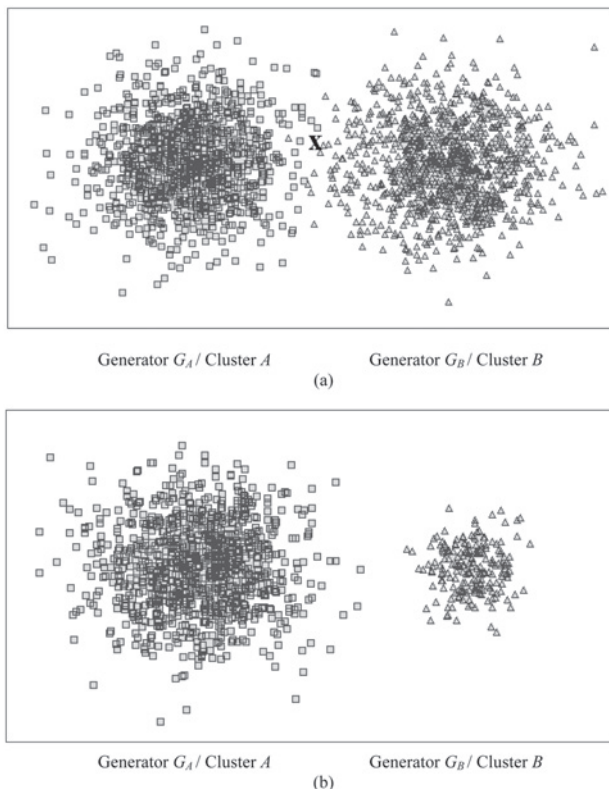 X
Generator G_A / Cluster A Generator G_B / Cluster B
(a)
Generator G_A / Cluster A Generator G_B / Cluster B
(b)